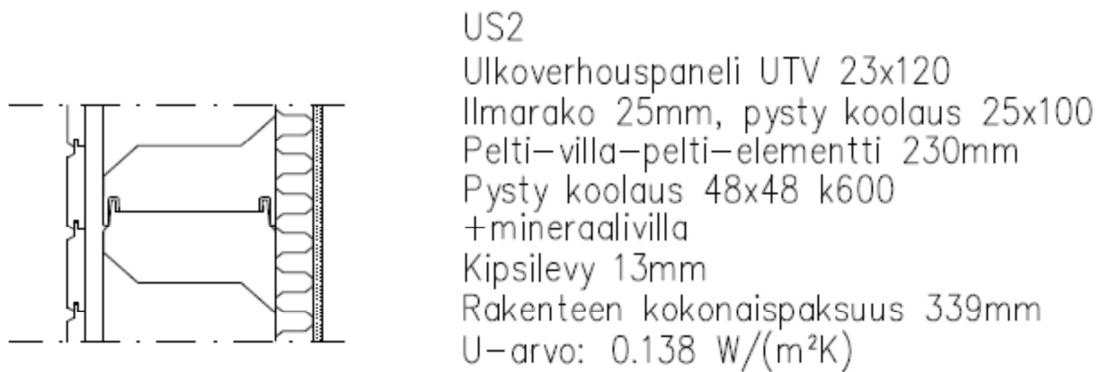 US2
Ulkoverhouspaneli UTV 23x120
Ilmarako 25mm, pysty koolaus 25x100
Pelti-villa-pelti-elementti 230mm
Pysty koolaus 48x48 k600
+mineraalivilla
Kipsilevy 13mm
Rakenteen kokonaispaksuus 339mm
U-arvo: 0.138 W/(m²K)